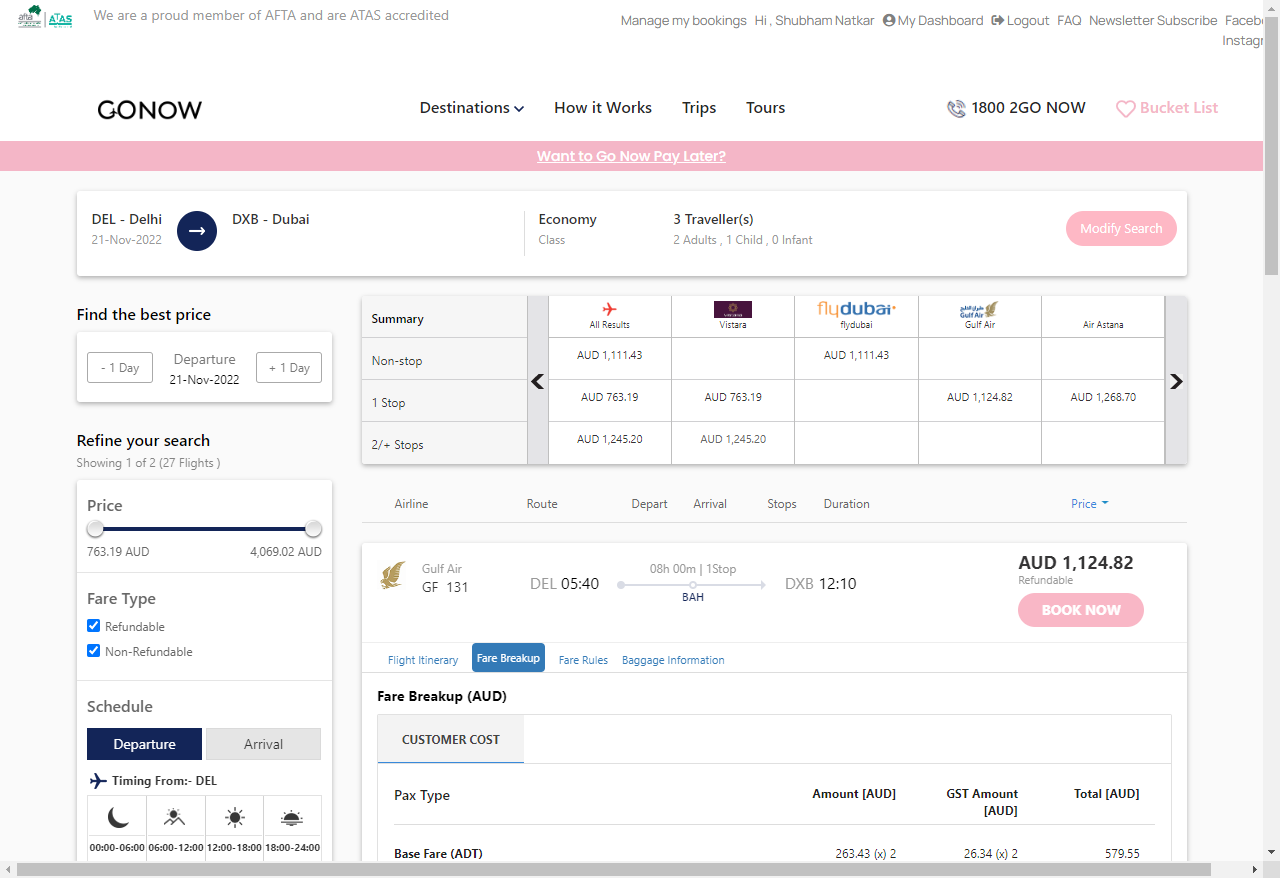 afta ATAS We are a proud member of AFTA and are ATAS accredited
Manage my bookings Hi , Shubham Natkar My Dashboard Logout FAQ Newsletter Subscribe Faceb
Instag
GONOW Destinations How it Works Trips Tours 1800 2GO NOW Bucket List
Want to Go Now Pay Later?
DEL - Delhi DXB - Dubai Economy 3 Traveller(s) Modify Search
21-Nov-2022 Class 2 Adults , 1 Child , 0 Infant
Find the best price
- 1 Day Departure + 1 Day
21-Nov-2022
Refine your search
Showing 1 of 2 (27 Flights )
Price
763.19 AUD 4,069.02 AUD
Fare Type
Refundable
Non-Refundable
Schedule
Departure Arrival
Timing From:- DEL
00:00-06:00 06:00-12:00 12:00-18:00 18:00-24:00
Summary All Results Vistara flydubai flydubai Gulf Air Gulf Air Air Astana
Non-stop AUD 1,111.43 AUD 1,111.43
1 Stop AUD 763.19 AUD 763.19 AUD 1,124.82 AUD 1,268.70
2/+ Stops AUD 1,245.20 AUD 1,245.20
Airline Route Depart Arrival Stops Duration Price
Gulf Air 08h 00m | 1Stop AUD 1,124.82
GF 131 DEL 05:40 DXB 12:10 Refundable
BAH
BOOK NOW
Flight Itinerary Fare Breakup Fare Rules Baggage Information
Fare Breakup (AUD)
CUSTOMER COST
Pax Type Amount [AUD] GST Amount Total [AUD]
[AUD]
Base Fare (ADT) 263.43 (x) 2 26.34 (x) 2 579.55